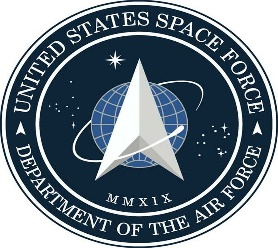 UNITED STATES SPACE FORCE
MMXIX
DEPARTMENT OF THE AIR FORCE